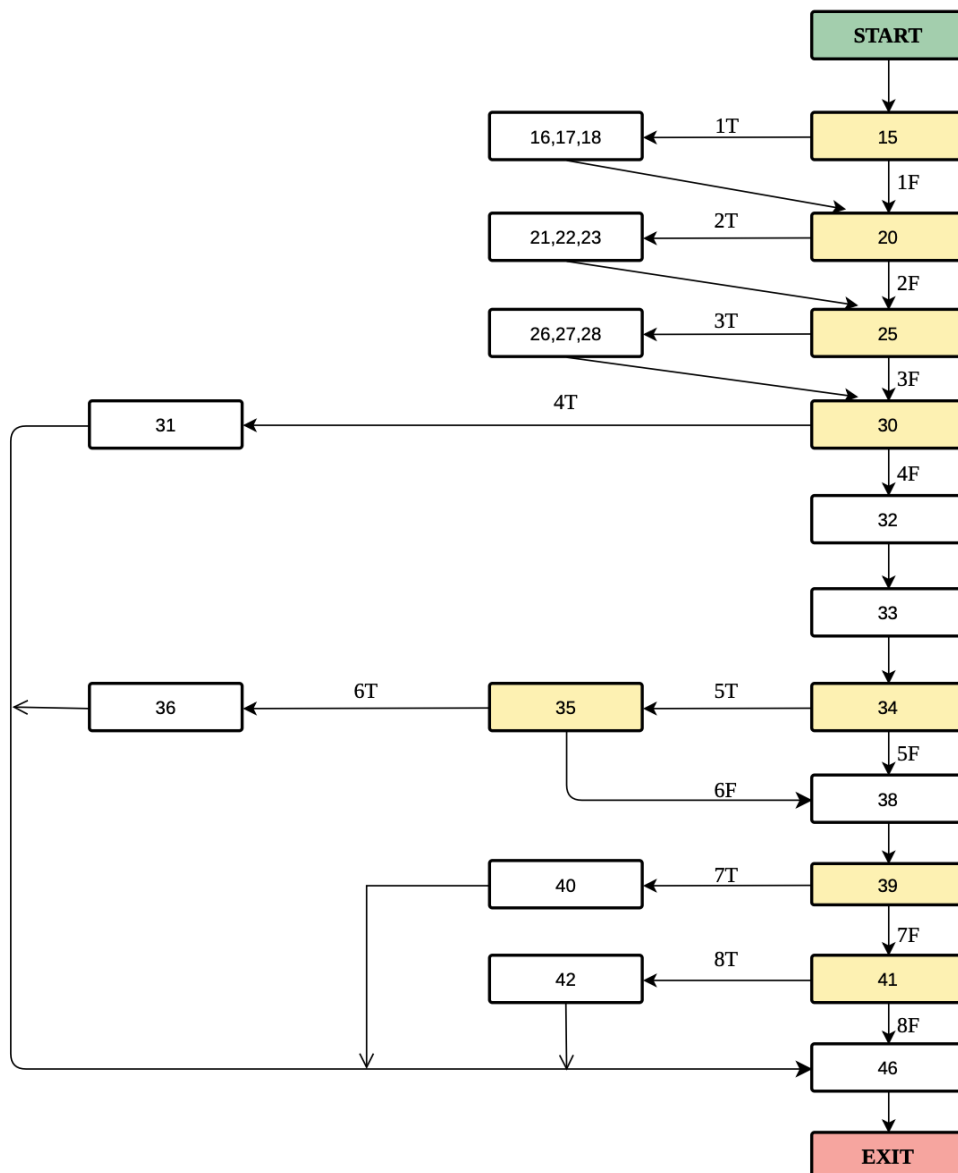 START
16,17,18 1T 15
1F
21,22,23 2T 20
2F
26,27,28 3T 25
3F
31 4T 30
4F
32
33
36 6T 35 5T 34
5F
6F 38
40 7T 39
7F
42 8T 41
8F
46
EXIT